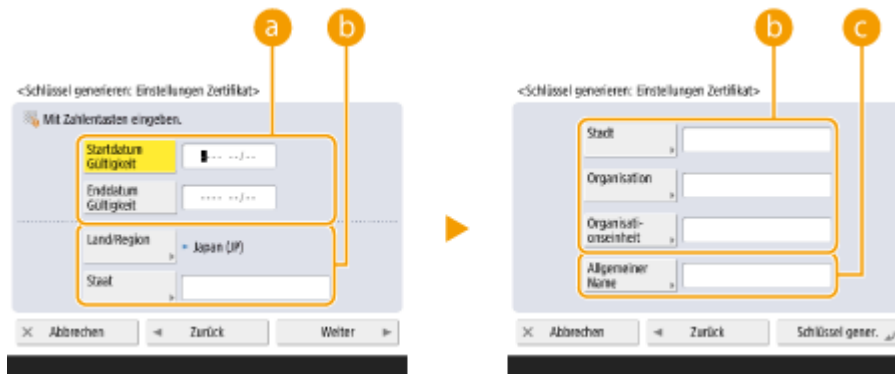 a
b
<Schlüssel generieren: Einstellungen Zertifikat>
Mit Zahlentasten eingeben.
Startdatum
Gültigkeit
---- --/--
Enddatum
Gültigkeit
---- --/--
Land/Region
Japan (JP)
Staat
Abbrechen
Zurück
Weiter
b
c
<Schlüssel generieren: Einstellungen Zertifikat>
Stadt
Organisation
Organisati-
onseinheit
Allgemeiner
Name
Abbrechen
Zurück
Schlüssel gener.